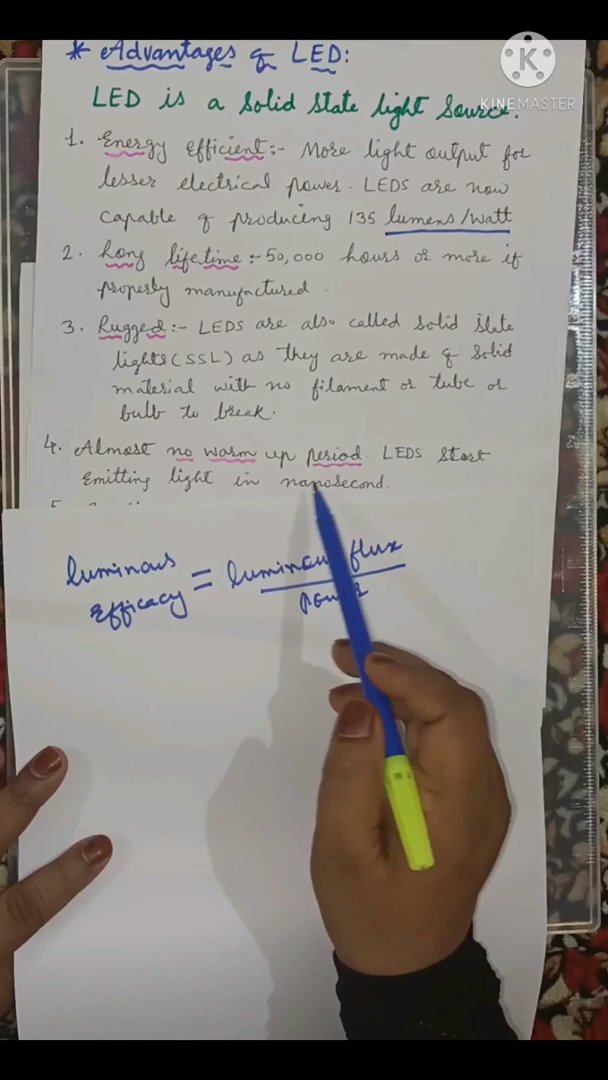 * Advantages of LED:
K
KINEMASTER
LED is a Solid State light Source.
1. Energy efficient:- More light output for
lesser electrical power. LEDS are now
capable of producing 135 lumens/watt
2. Long lifetime :- 50,000 hours or more if
properly manufactured.
3. Rugged:- LEDS are also called Solid State
lights (SSL) as they are made of Solid
material with no filament or tube or
bulb to break.
4. Almost no warm up period. LEDS Start
Emitting light in nanosecond.
5.
luminous
Efficacy = luminous flux
power